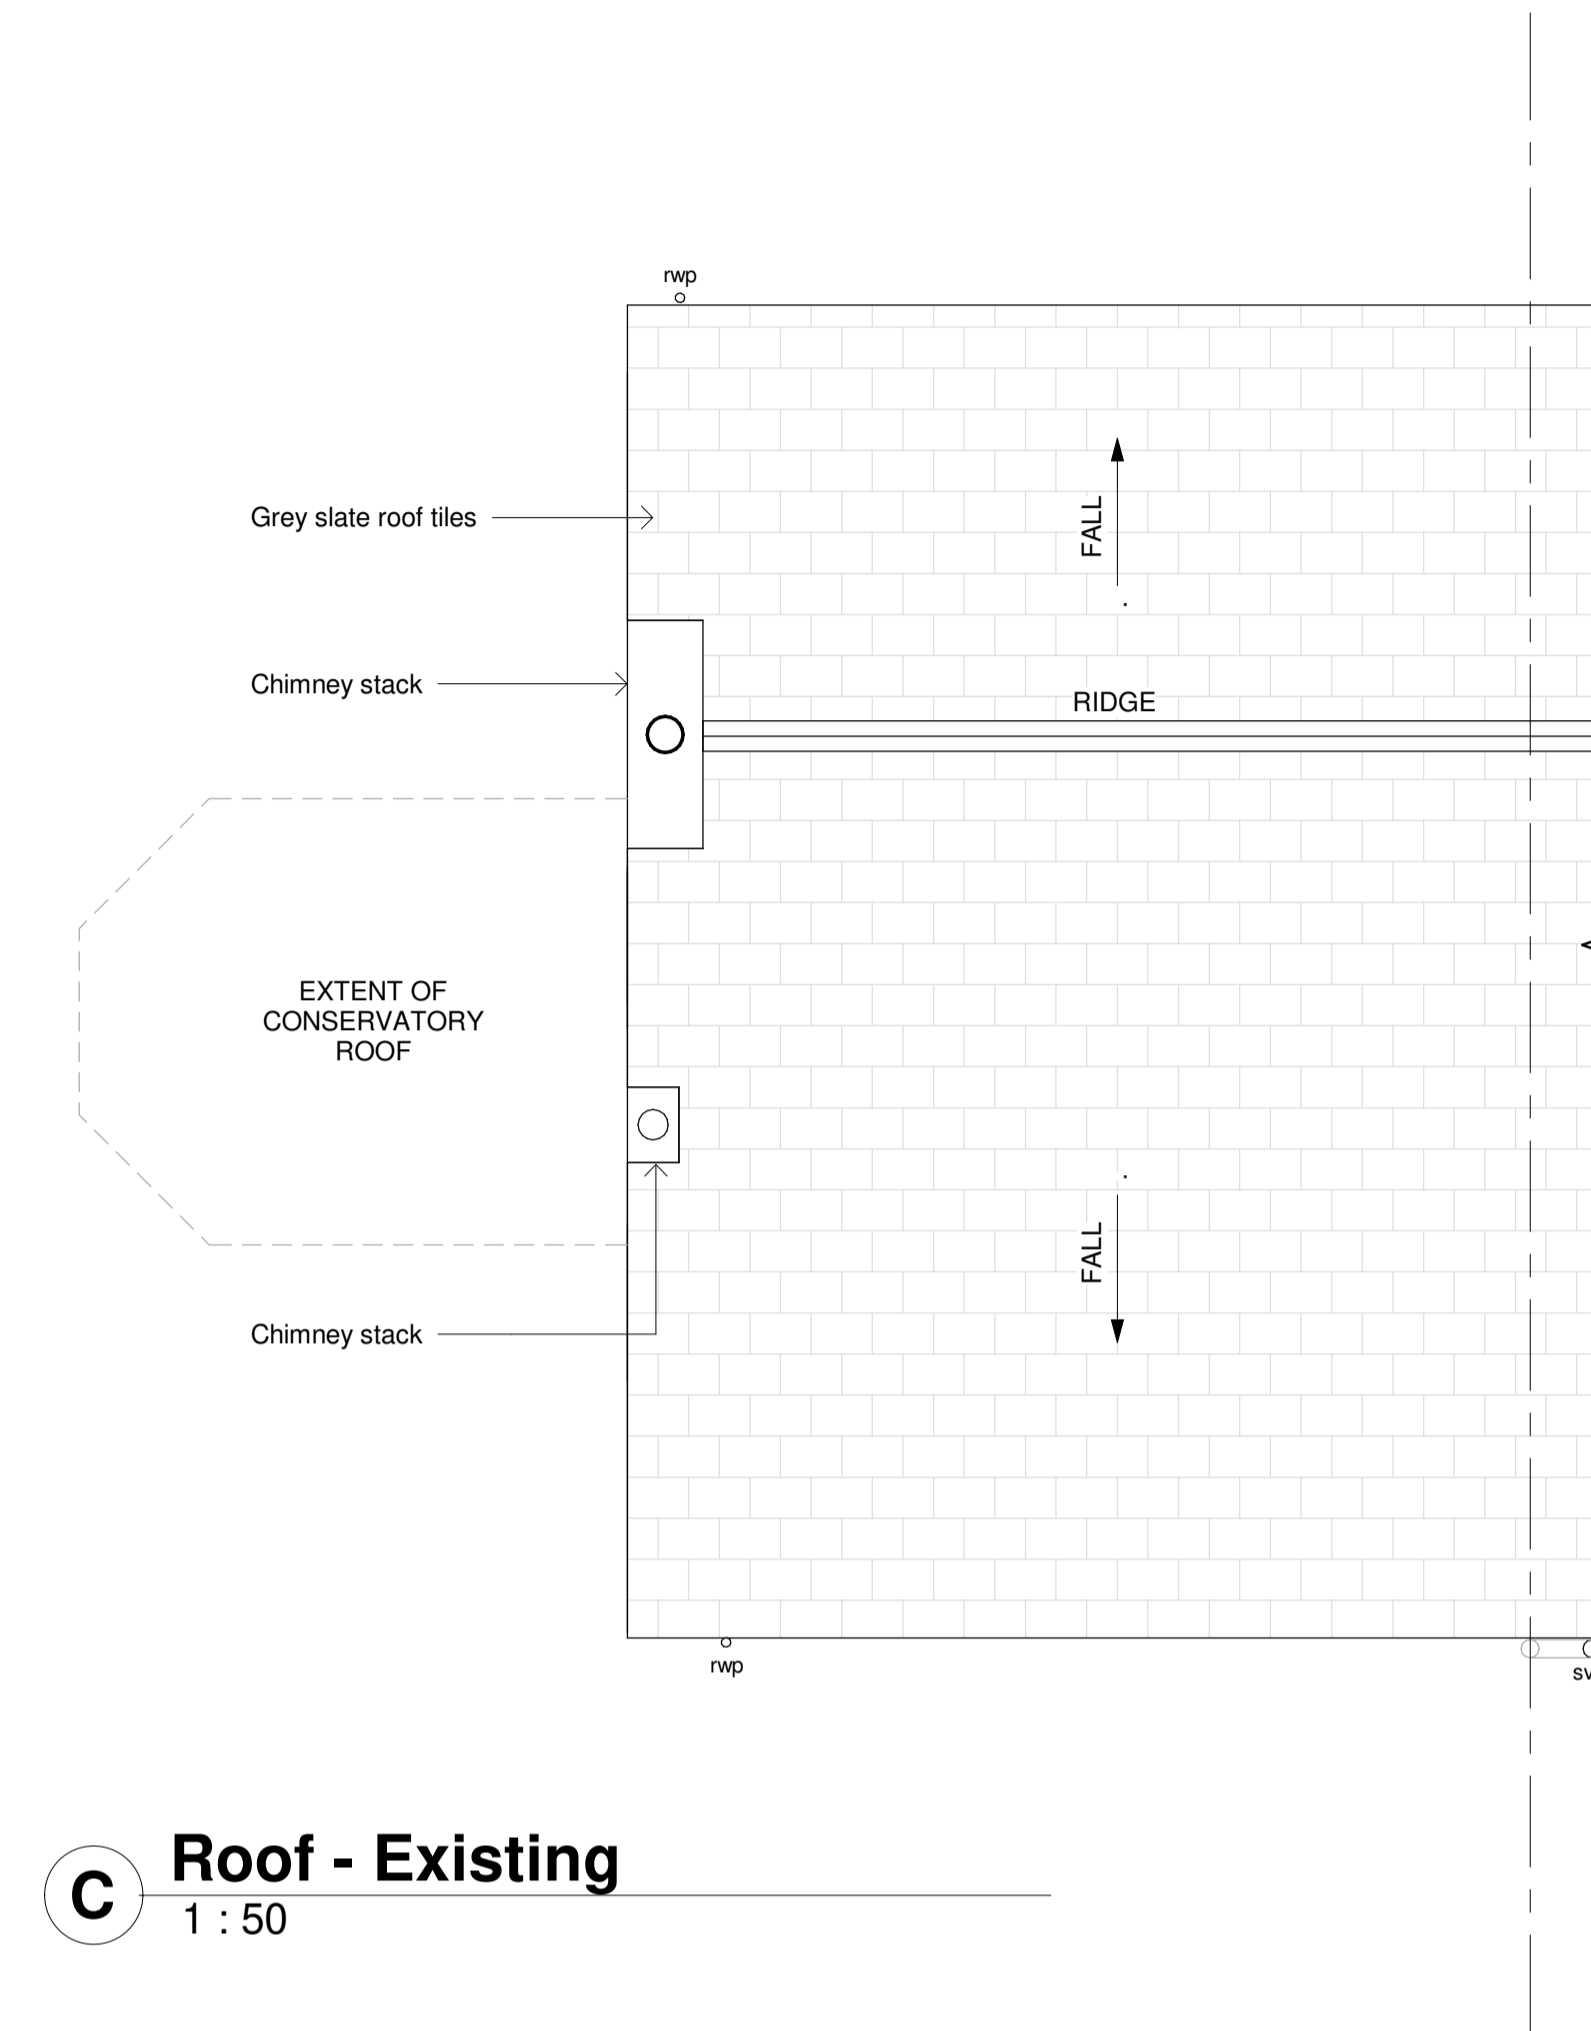 rwp
Grey slate roof tiles
FALL
Chimney stack
RIDGE
EXTENT OF
CONSERVATORY
ROOF
FALL
Chimney stack
rwp
C
Roof - Existing
1 : 50